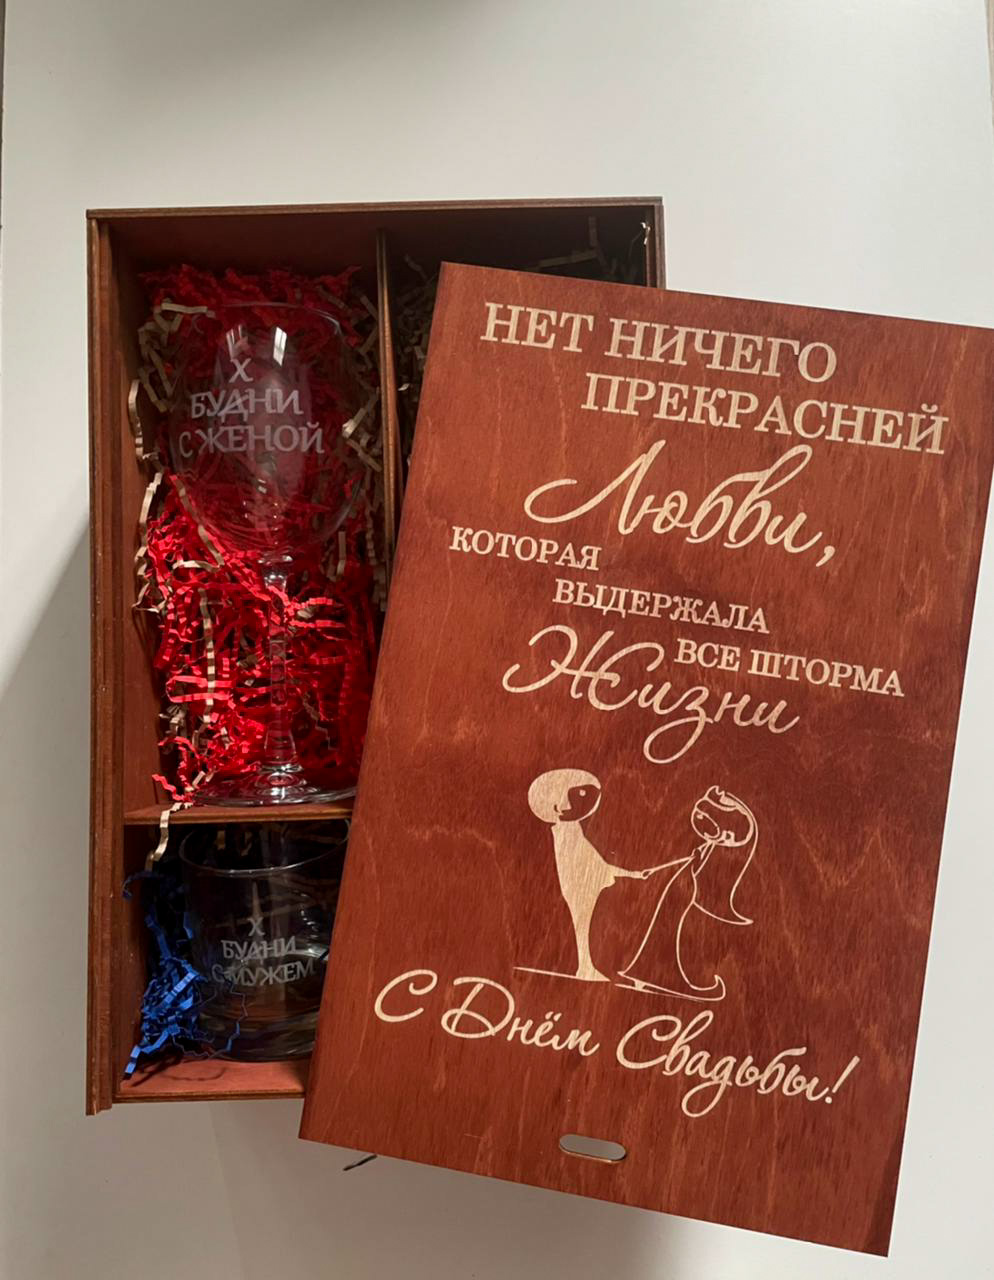 Х
БУДНИ
С ЖЕНОЙ
Х
БУДНИ
С МУЖЕМ
НЕТ НИЧЕГО
ПРЕКРАСНЕЙ
Любви,
КОТОРАЯ
ВЫДЕРЖАЛА
ВСЕ ШТОРМА
Жизни
С Днём Свадьбы!